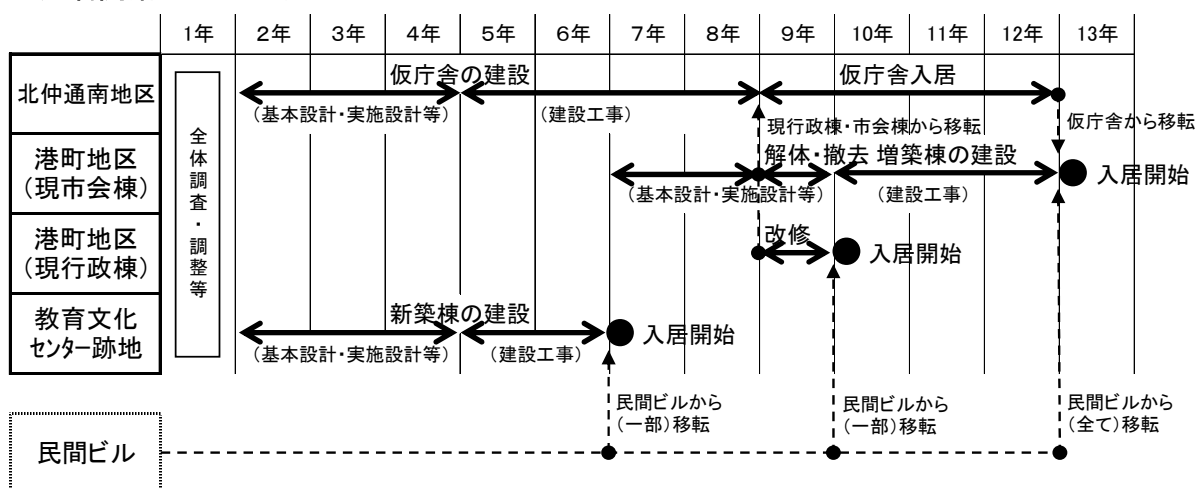 1年 2年 3年 4年 5年 6年 7年 8年 9年 10年 11年 12年 13年
北仲通南地区
仮庁舎の建設
仮庁舎入居
(基本設計・実施設計等)
(建設工事)
全体調査・調整等
現行政棟・市会棟から移転
仮庁舎から移転
港町地区
(現市会棟)
解体・撤去 増築棟の建設
入居開始
(基本設計・実施設計等)
(建設工事)
港町地区
(現行政棟)
改修
入居開始
教育文化
センター跡地
新築棟の建設
入居開始
(基本設計・実施設計等)
(建設工事)
民間ビルから
(一部)移転
民間ビルから
(一部)移転
民間ビルから
(全て)移転
民間ビル